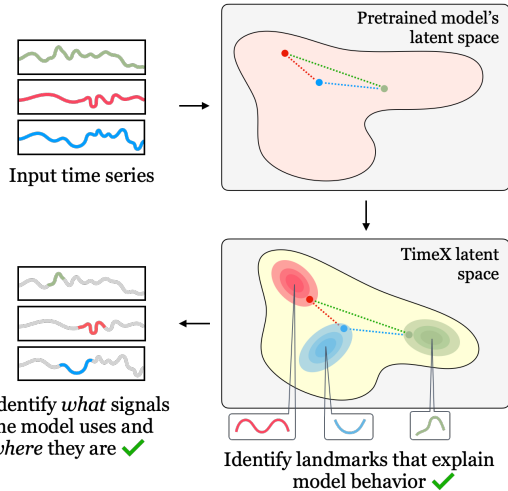 Pretrained model's
latent space
Input time series
TimeX latent
space
dentify what signals
he model uses and
where they are
Identify landmarks that explain
model behavior